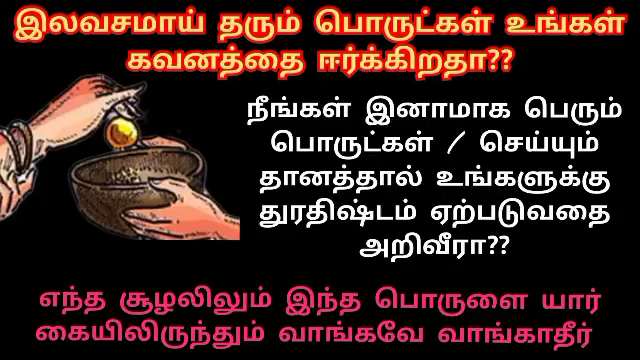 இலவசமாய் தரும் பொருட்கள் உங்கள்
கவனத்தை ஈர்க்கிறதா??
நீங்கள் இனாமாக பெரும்
பொருட்கள் / செய்யும்
தானத்தால் உங்களுக்கு
துரதிஷ்டம் ஏற்படுவதை
அறிவீரா??
எந்த சூழலிலும் இந்த பொருளை யார்
கையிலிருந்தும் வாங்கவே வாங்காதீர்